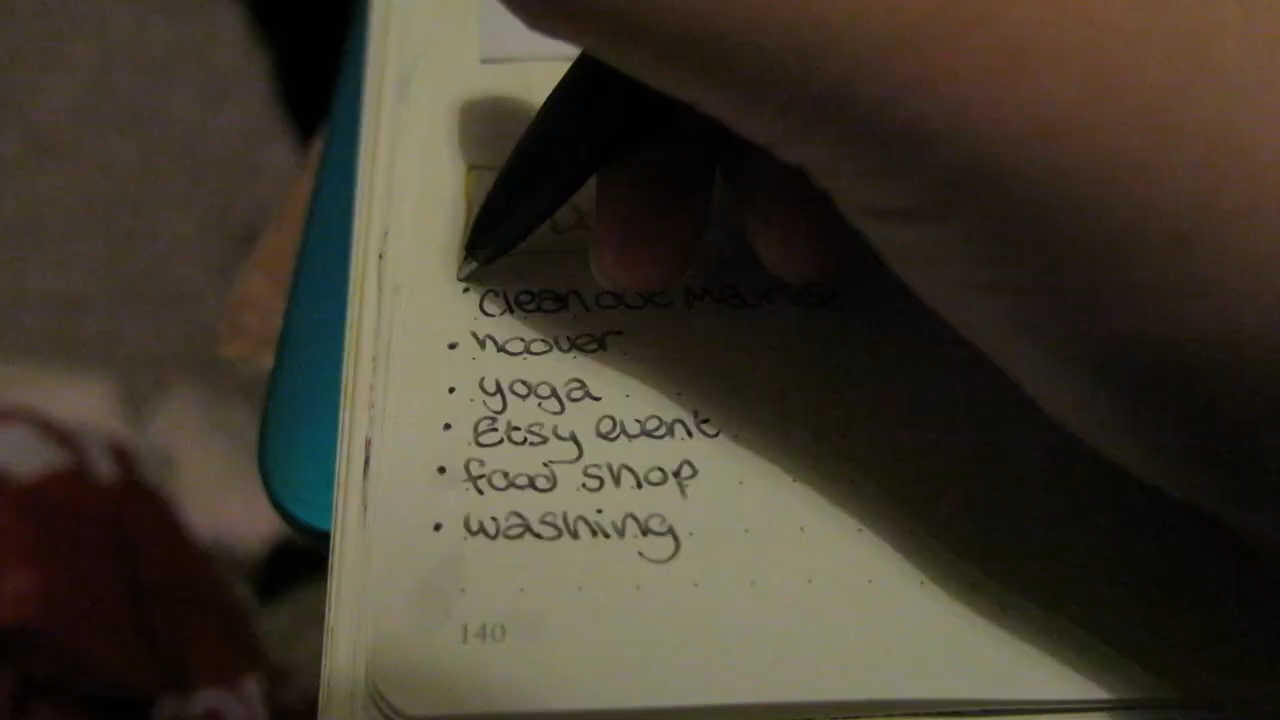 • clean out
• hoover
• yoga
• Etsy event
• food shop
• washing
140